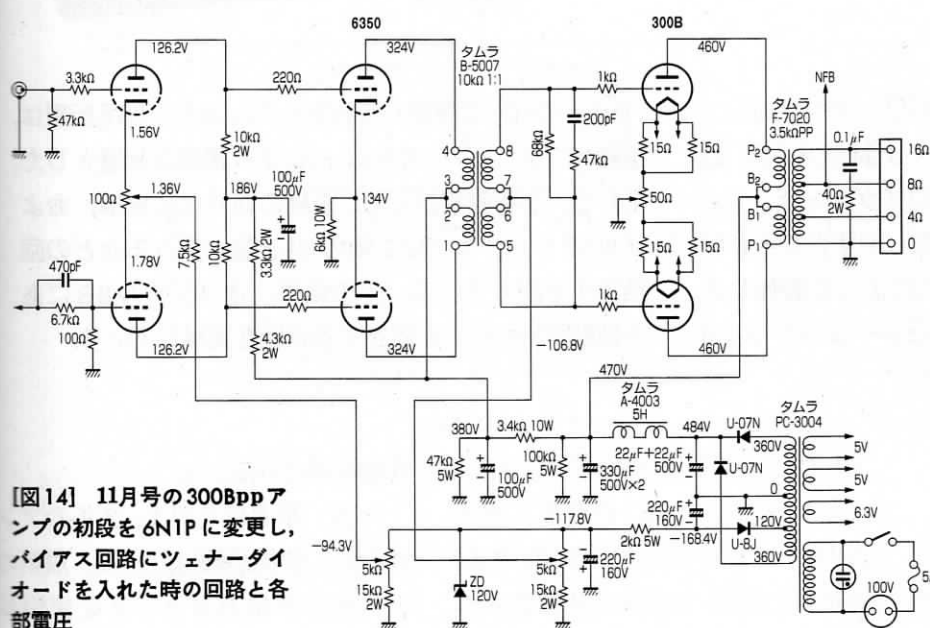 6350
300B
126.2V
324V
460V
タムラ
B-5007
10kΩ 1:1
3.3kΩ
47kΩ
1.56V
220Ω
1kΩ
200pF
68kΩ
47kΩ
15Ω
15Ω
50Ω
15Ω
15Ω
タムラ
F-7020
3.5kΩPP
NFB
0.1μF
16Ω
8Ω
4Ω
0
40Ω
2W
P2
B2
B1
P1
10kΩ
2W
100μF
500V
100Ω
1.36V
186V
134V
6kΩ 10W
3.3kΩ 2W
7.5kΩ
10kΩ
4
3
2
1
8
7
6
5
470pF
1.78V
6.7kΩ
100Ω
220Ω
4.3kΩ
2W
126.2V
324V
1kΩ
−106.8V
460V
470V
タムラ
A-4003
5H
380V
3.4kΩ 10W
484V
U-07N
タムラ
PC-3004
47kΩ
5W
100μF
500V
100kΩ
5W
330μF
500V×2
22μF+22μF
500V
U-07N
360V
0
120V
360V
5V
5V
6.3V
−94.3V
−117.8V
2kΩ 5W
220μF
160V
−168.4V
U-8J
5kΩ
15kΩ
2W
ZD
120V
5kΩ
15kΩ
2W
220μF
160V
100V
5
[図14] 11月号の300Bppア
ンプの初段を6N1Pに変更し,
バイアス回路にツェナーダイ
オードを入れた時の回路と各
部電圧